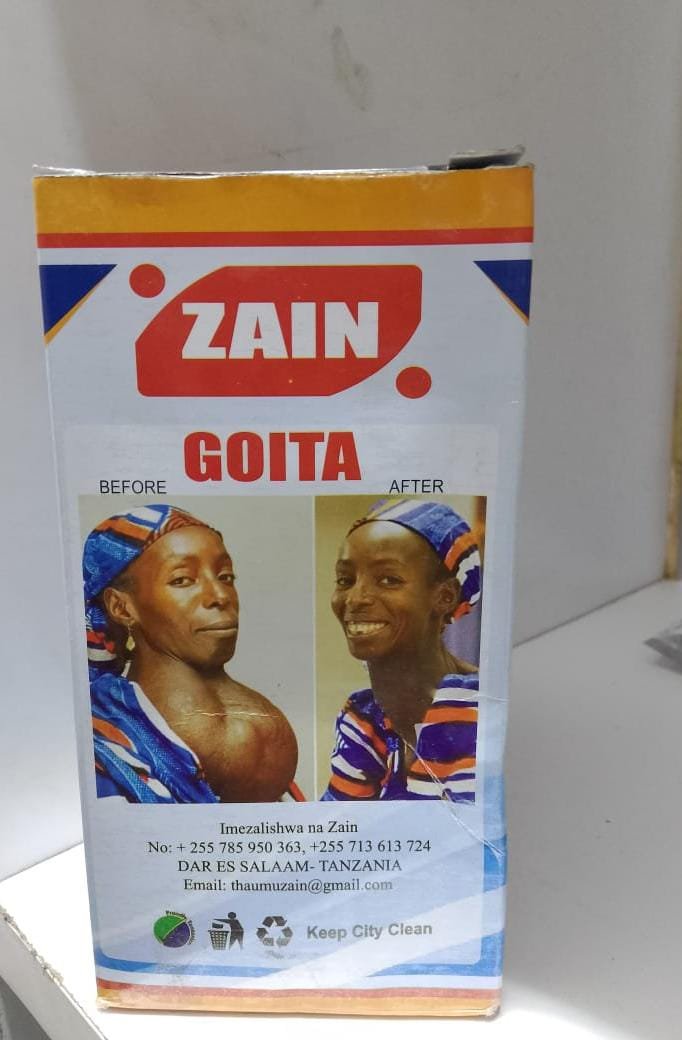 ZAIN
GOITA
BEFORE
AFTER
Imezalishwa na Zain
No: + 255 785 950 363, +255 713 613 724
DAR ES SALAAM- TANZANIA
Email: thaumuzain@gmail.com
Keep City Clean